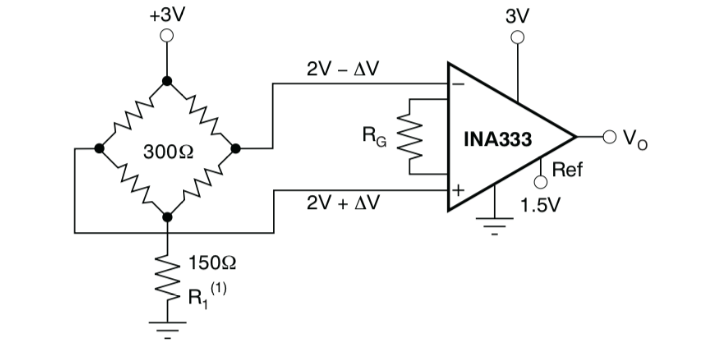 +3V
3V
2V – ΔV
−
300Ω
R_G
INA333
V_O
Ref
+
2V + ΔV
1.5V
150Ω
R_1^(1)